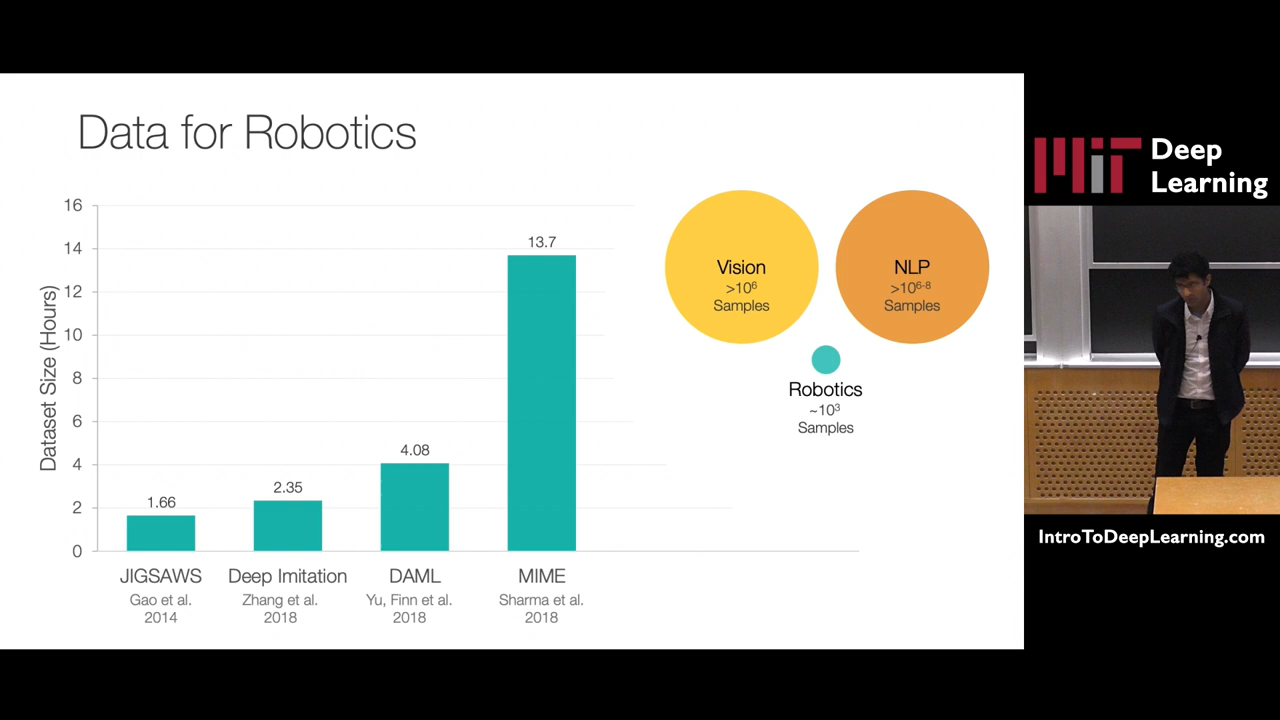 Data for Robotics
16
14
12
10
8
6
4
2
0
Dataset Size (Hours)
1.66
2.35
4.08
13.7
JIGSAWS
Gao et al.
2014
Deep Imitation
Zhang et al.
2018
DAML
Yu, Finn et al.
2018
MIME
Sharma et al.
2018
Vision
>10⁶
Samples
NLP
>10⁶⁻⁸
Samples
Robotics
~10³
Samples
MIT Deep
Learning
IntroToDeepLearning.com